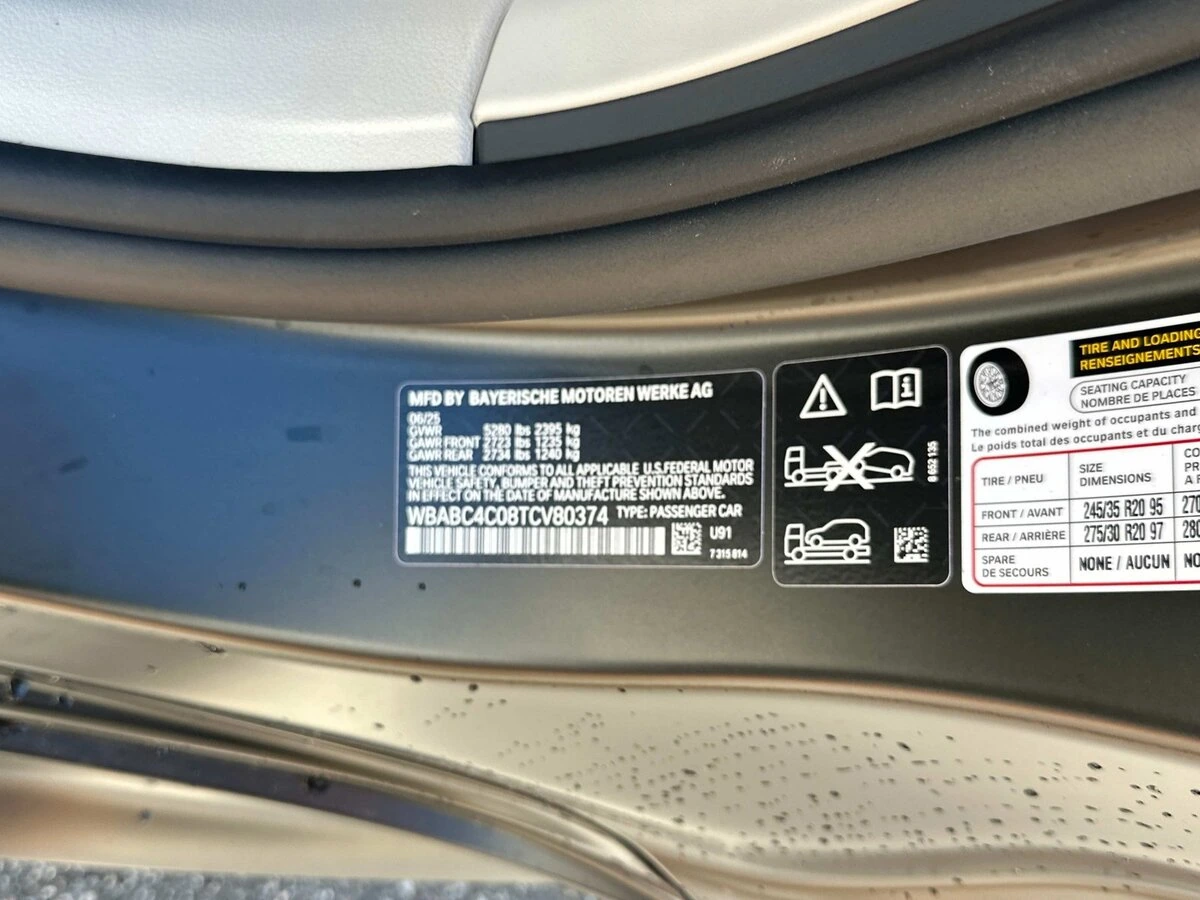 MFD BY BAYERISCHE MOTOREN WERKE AG
06/25
GVWR 5280 lbs 2395 kg
GAWR FRONT 2723 lbs 1235 kg
GAWR REAR 2734 lbs 1240 kg
THIS VEHICLE CONFORMS TO ALL APPLICABLE U.S.FEDERAL MOTOR
VEHICLE SAFETY, BUMPER AND THEFT PREVENTION STANDARDS
IN EFFECT ON THE DATE OF MANUFACTURE SHOWN ABOVE.
WBABC4C08TCV80374 TYPE: PASSENGER CAR
U91
7 315 814
8 652 135
TIRE AND LOADING
RENSEIGNEMENTS
SEATING CAPACITY
NOMBRE DE PLACES
The combined weight of occupants and
Le poids total des occupants et du
TIRE / PNEU SIZE
DIMENSIONS
FRONT / AVANT 245/35 R20 95
REAR / ARRIÈRE 275/30 R20 97
SPARE
DE SECOURS NONE / AUCUN